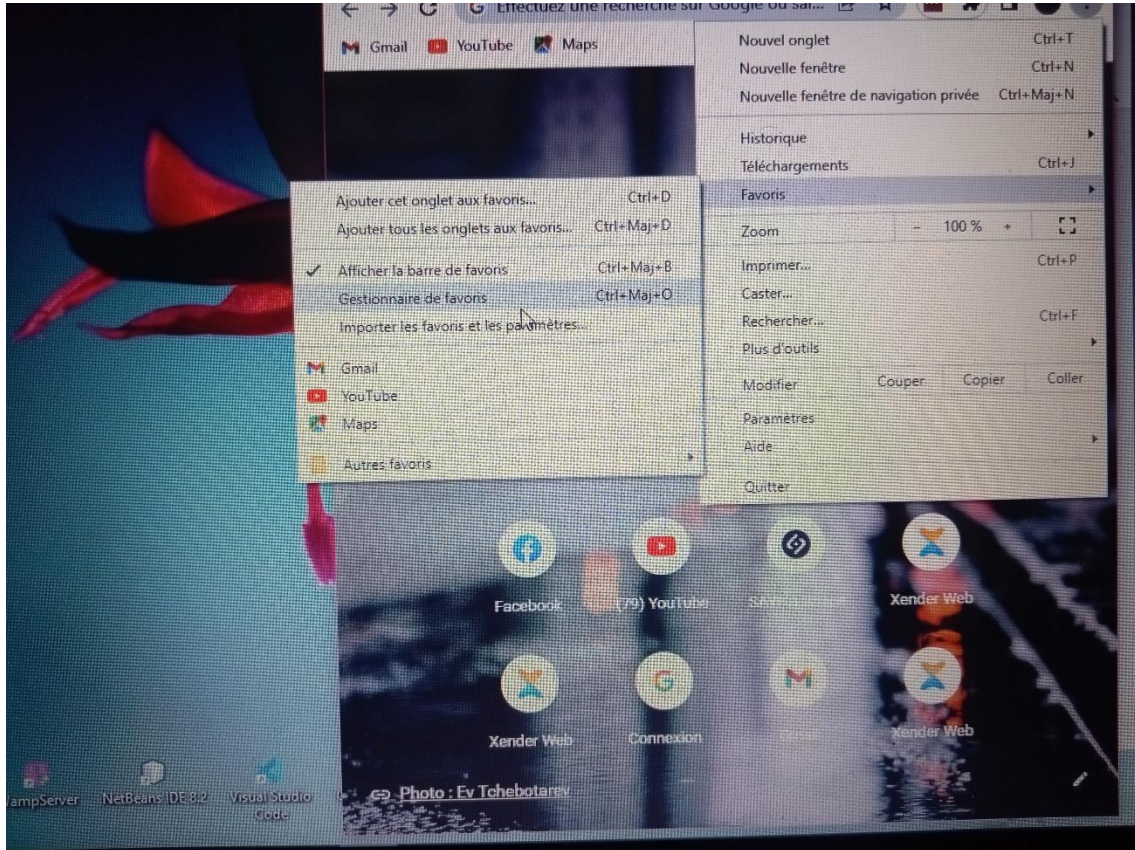 Effectuez une recherche sur Google ou sai...
Gmail YouTube Maps
Nouvel onglet Ctrl+T
Nouvelle fenêtre Ctrl+N
Nouvelle fenêtre de navigation privée Ctrl+Maj+N
Historique
Téléchargements Ctrl+J
Favoris
Zoom - 100 % +
Imprimer... Ctrl+P
Caster...
Rechercher... Ctrl+F
Plus d'outils
Modifier Couper Copier Coller
Paramètres
Aide
Quitter
Ajouter cet onglet aux favoris... Ctrl+D
Ajouter tous les onglets aux favoris... Ctrl+Maj+D
Afficher la barre de favoris Ctrl+Maj+B
Gestionnaire de favoris Ctrl+Maj+O
Importer les favoris et les paramètres...
Gmail
YouTube
Maps
Autres favoris
Facebook (79) YouTube Xender Web
Xender Web Connexion Gmail Xender Web
Photo : Ev Tchebotarev
WampServer NetBeans IDE 8.2 Visual Studio
Code